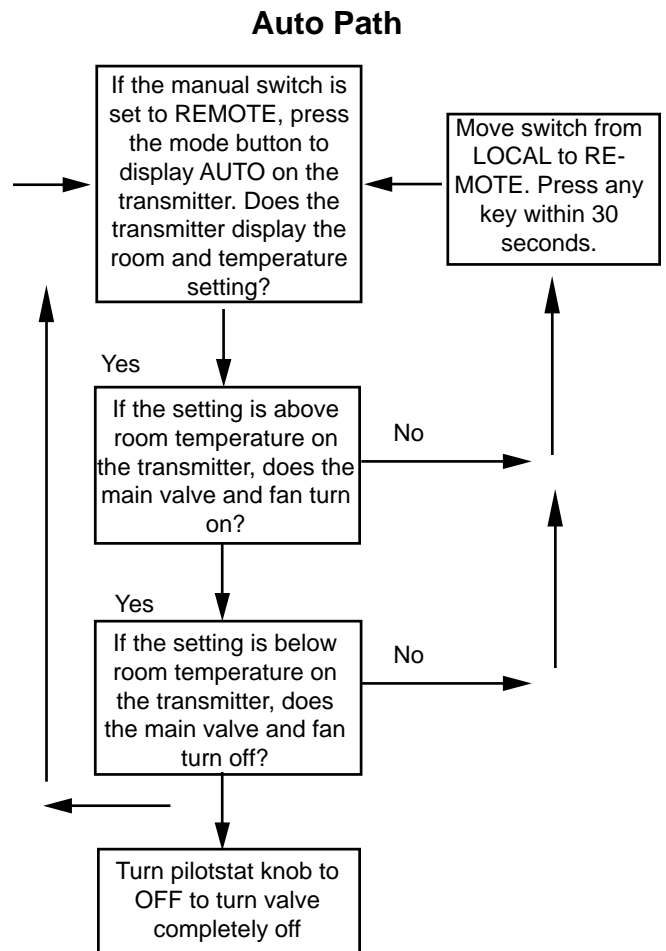 Auto Path
If the manual switch is
set to REMOTE, press
the mode button to
display AUTO on the
transmitter. Does the
transmitter display the
room and temperature
setting?
Move switch from
LOCAL to RE-
MOTE. Press any
key within 30
seconds.
Yes
If the setting is above
room temperature on
the transmitter, does the
main valve and fan turn
on?
No
Yes
If the setting is below
room temperature on
the transmitter, does
the main valve and fan
turn off?
No
Turn pilotstat knob to
OFF to turn valve
completely off